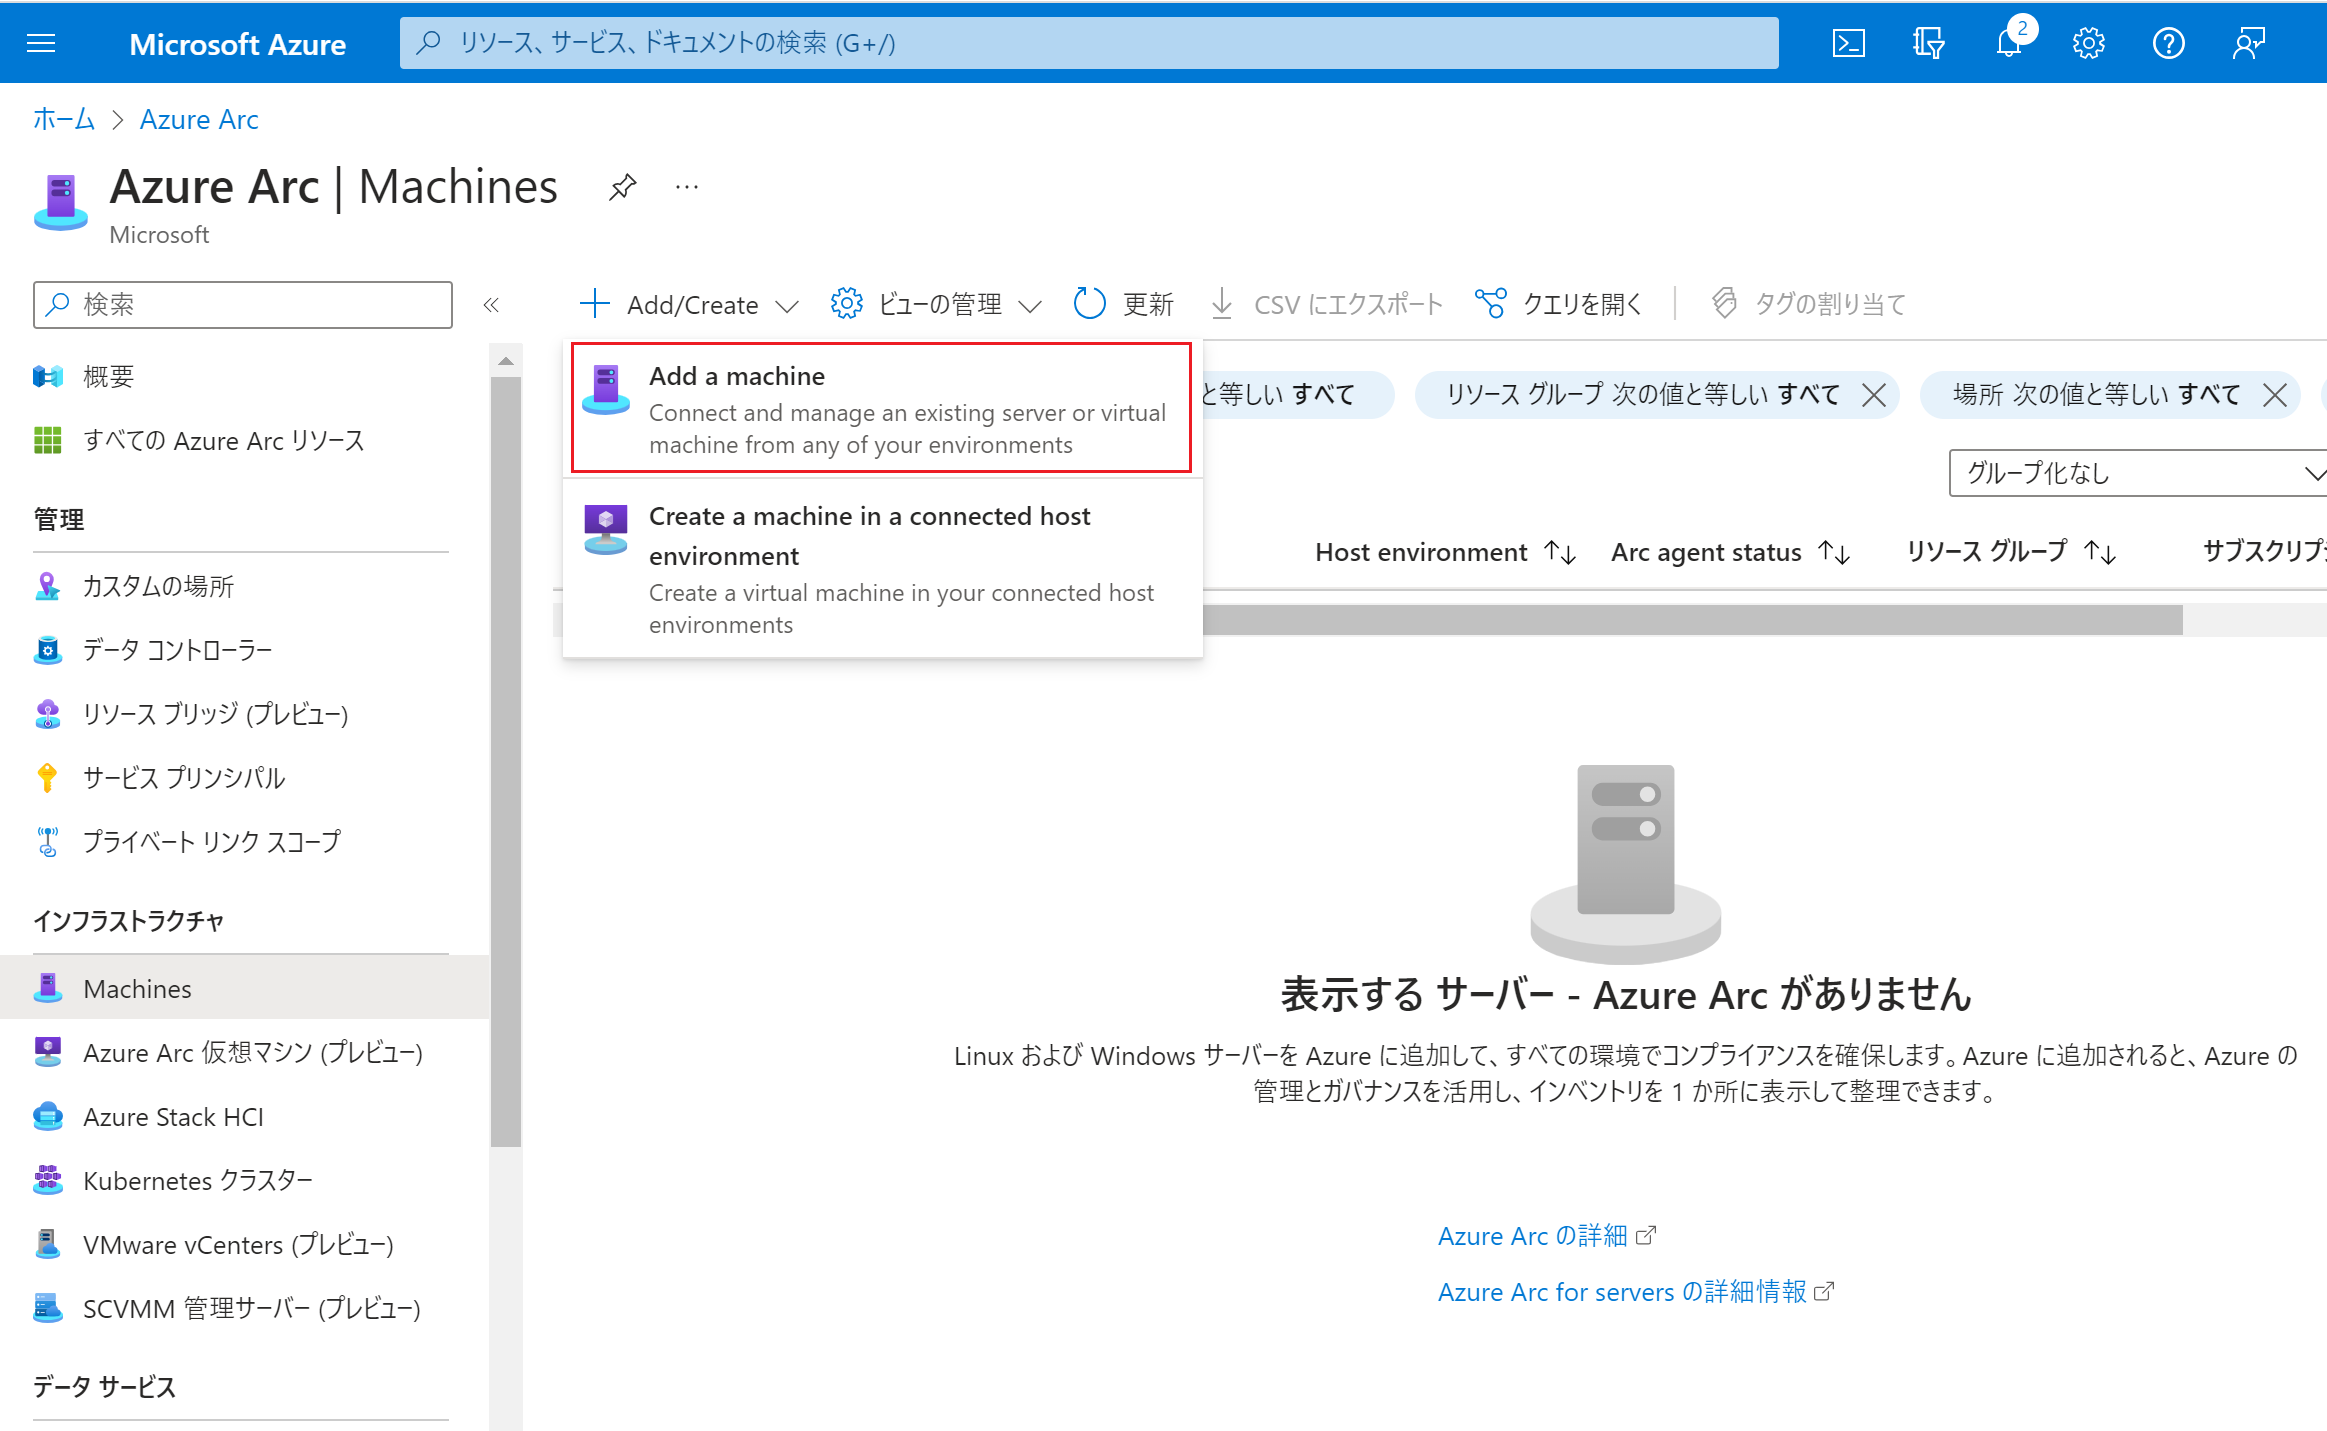 Microsoft Azure
リソース、サービス、ドキュメントの検索 (G+/)
2
ホーム > Azure Arc
Azure Arc | Machines
Microsoft
検索
Add/Create
ビューの管理
更新
CSV にエクスポート
クエリを開く
タグの割り当て
概要
すべての Azure Arc リソース
管理
カスタムの場所
データ コントローラー
リソース ブリッジ (プレビュー)
サービス プリンシパル
プライベート リンク スコープ
インフラストラクチャ
Machines
Azure Arc 仮想マシン (プレビュー)
Azure Stack HCI
Kubernetes クラスター
VMware vCenters (プレビュー)
SCVMM 管理サーバー (プレビュー)
データ サービス
Add a machine
Connect and manage an existing server or virtual
machine from any of your environments
Create a machine in a connected host
environment
Create a virtual machine in your connected host
environments
と等しい すべて
リソース グループ 次の値と等しい すべて
場所 次の値と等しい すべて
グループ化なし
Host environment
Arc agent status
リソース グループ
サブスクリプ
表示する サーバー - Azure Arc がありません
Linux および Windows サーバーを Azure に追加して、すべての環境でコンプライアンスを確保します。Azure に追加されると、Azure の
管理とガバナンスを活用し、インベントリを 1 か所に表示して整理できます。
Azure Arc の詳細
Azure Arc for servers の詳細情報